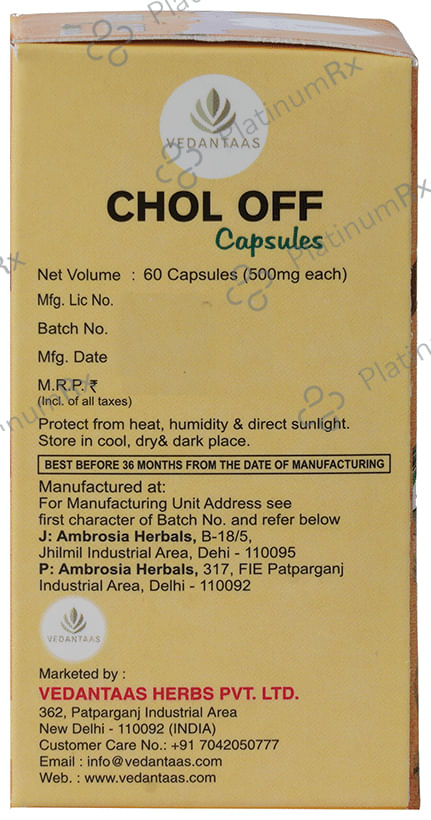 VEDANTAAS
CHOL OFF
Capsules
Net Volume : 60 Capsules (500mg each)
Mfg. Lic No.
Batch No.
Mfg. Date
M.R.P. ₹
(Incl. of all taxes)
Protect from heat, humidity & direct sunlight.
Store in cool, dry& dark place.
BEST BEFORE 36 MONTHS FROM THE DATE OF MANUFACTURING
Manufactured at:
For Manufacturing Unit Address see
first character of Batch No. and refer below
J: Ambrosia Herbals, B-18/5,
Jhilmil Industrial Area, Dehi - 110095
P: Ambrosia Herbals, 317, FIE Patparganj
Industrial Area, Delhi - 110092
VEDANTAAS
Marketed by :
VEDANTAAS HERBS PVT. LTD.
362, Patparganj Industrial Area
New Delhi - 110092 (INDIA)
Customer Care No.: +91 7042050777
Email : info@vedantaas.com
Web. : www.vedantaas.com
PlatinumRx
PlatinumRx
PlatinumRx
PlatinumRx